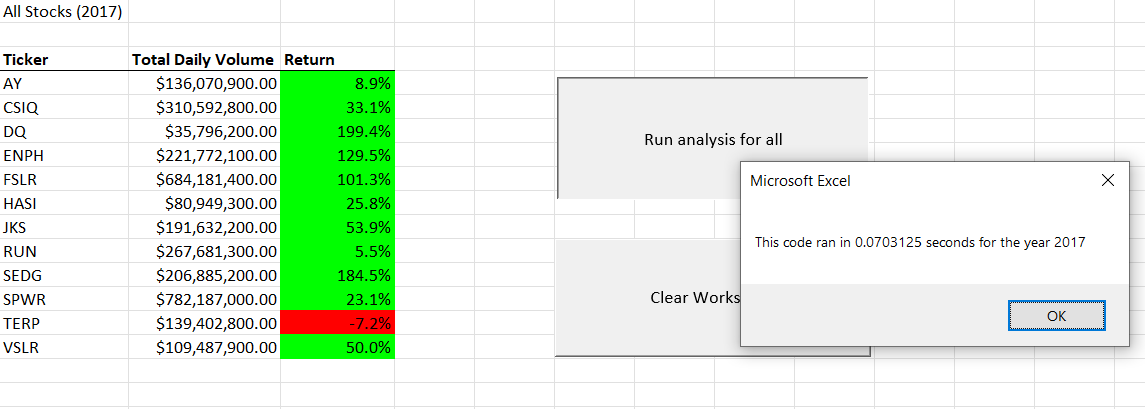 All Stocks (2017)
Ticker Total Daily Volume Return
AY $136,070,900.00 8.9%
CSIQ $310,592,800.00 33.1%
DQ $35,796,200.00 199.4%
ENPH $221,772,100.00 129.5%
FSLR $684,181,400.00 101.3%
HASI $80,949,300.00 25.8%
JKS $191,632,200.00 53.9%
RUN $267,681,300.00 5.5%
SEDG $206,885,200.00 184.5%
SPWR $782,187,000.00 23.1%
TERP $139,402,800.00 -7.2%
VSLR $109,487,900.00 50.0%
Run analysis for all
Clear Works
Microsoft Excel
This code ran in 0.0703125 seconds for the year 2017
OK